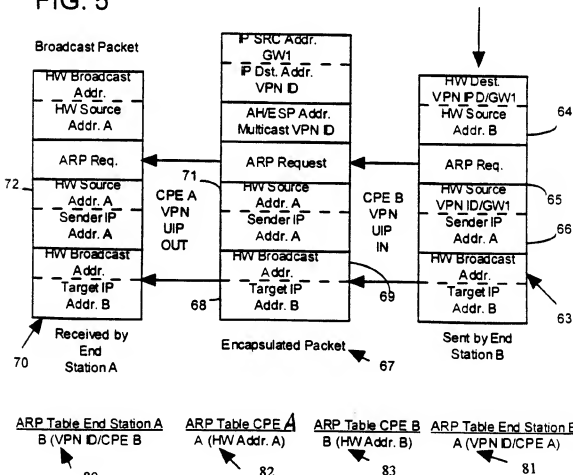 FIG. 5
Broadcast Packet
HW Broadcast
Addr.
HW Source
Addr. A
ARP Req.
HW Source
Addr. A
Sender IP
Addr. A
HW Broadcast
Addr.
Target IP
Addr. B
72
70
Received by
End
Station A
CPE A
VPN
UIP
OUT
IP SRC Addr.
GW1
IP Dst. Addr.
VPN ID
AH/ESP Addr.
Multicast VPN ID
ARP Request
71
HW Source
Addr. A
Sender IP
Addr. A
HW Broadcast
Addr.
Target IP
Addr. B
68
69
Encapsulated Packet
67
CPE B
VPN
UIP
IN
HW Dest.
VPN IPD/GW1
HW Source
Addr. B
64
ARP Req.
HW Source
VPN ID/GW1
65
Sender IP
Addr. A
66
HW Broadcast
Addr.
Target IP
Addr. B
63
Sent by End
Station B
ARP Table End Station A
B (VPN ID/CPE B
ARP Table CPE A
A (HW Addr. A)
82
ARP Table CPE B
B (HW Addr. B)
83
ARP Table End Station B
A (VPN ID/CPE A)
81